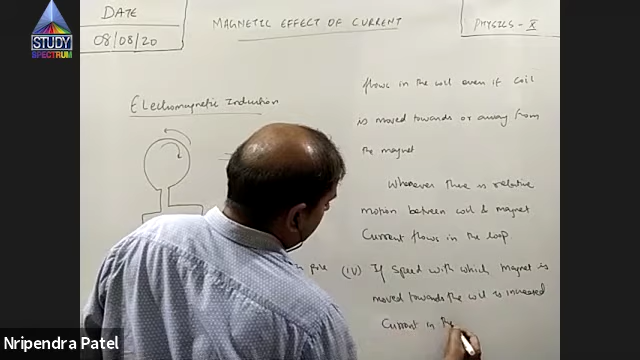 DATE
08/08/20
STUDY
SPECTRUM
MAGNETIC EFFECT OF CURRENT
PHYSICS - X
Electromagnetic Induction
flows in the coil even if coil
is moved towards or away from
the magnet
Whenever there is relative
motion between coil & magnet
Current flows in the loop
pole
(IV) If speed with which magnet is
moved towards the coil is increased
Current in the
Nripendra Patel